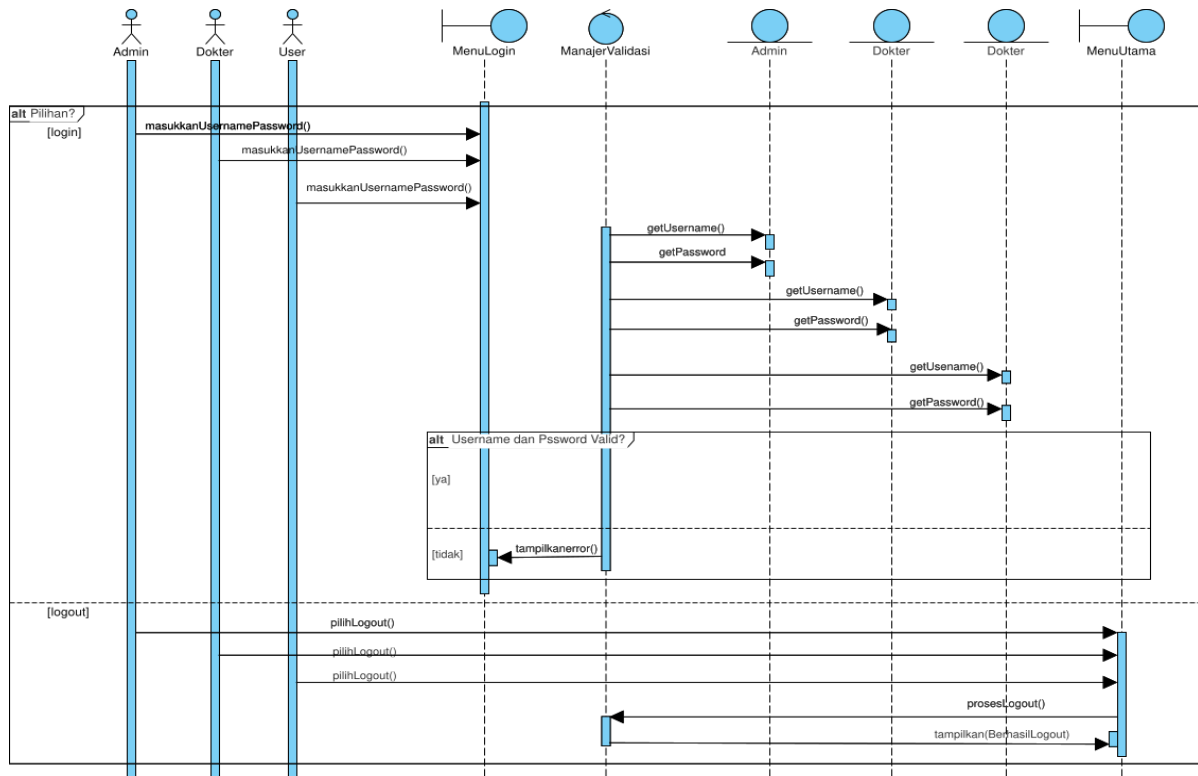 Admin
Dokter
User
MenuLogin
ManajerValidasi
Admin
Dokter
Dokter
MenuUtama
alt Pilihan?
[login]
masukkanUsernamePassword()
masukkanUsernamePassword()
masukkanUsernamePassword()
getUsername()
getPassword
getUsername()
getPassword()
getUsename()
getPassword()
alt Username dan Pssword Valid?
[ya]
[tidak]
tampilkanerror()
[logout]
pilihLogout()
pilihLogout()
pilihLogout()
prosesLogout()
tampilkan(BerhasilLogout)